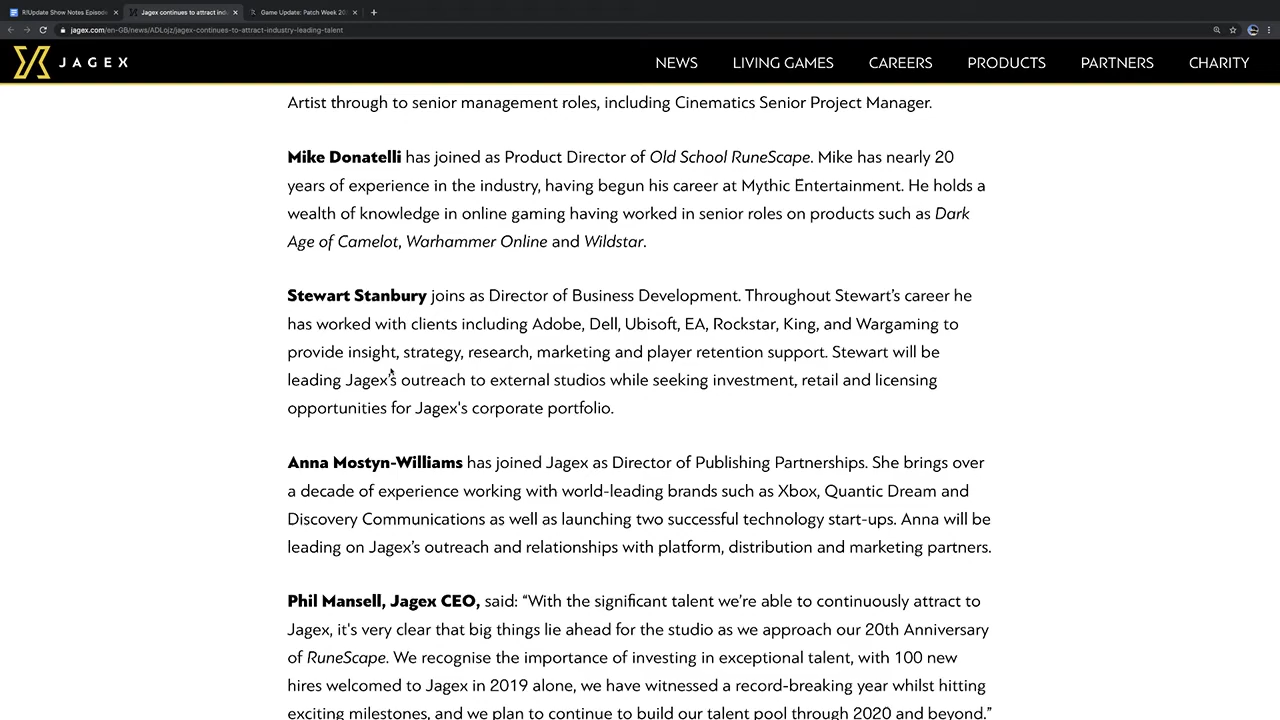 R!Update Show Notes Episode
Jagex continues to attract indu
Game Update: Patch Week 202
jagex.com/en-GB/news/ADLojz/jagex-continues-to-attract-industry-leading-talent
JAGEX
NEWS
LIVING GAMES
CAREERS
PRODUCTS
PARTNERS
CHARITY
Artist through to senior management roles, including Cinematics Senior Project Manager.
Mike Donatelli has joined as Product Director of Old School RuneScape. Mike has nearly 20
years of experience in the industry, having begun his career at Mythic Entertainment. He holds a
wealth of knowledge in online gaming having worked in senior roles on products such as Dark
Age of Camelot, Warhammer Online and Wildstar.
Stewart Stanbury joins as Director of Business Development. Throughout Stewart's career he
has worked with clients including Adobe, Dell, Ubisoft, EA, Rockstar, King, and Wargaming to
provide insight, strategy, research, marketing and player retention support. Stewart will be
leading Jagex's outreach to external studios while seeking investment, retail and licensing
opportunities for Jagex's corporate portfolio.
Anna Mostyn-Williams has joined Jagex as Director of Publishing Partnerships. She brings over
a decade of experience working with world-leading brands such as Xbox, Quantic Dream and
Discovery Communications as well as launching two successful technology start-ups. Anna will be
leading on Jagex's outreach and relationships with platform, distribution and marketing partners.
Phil Mansell, Jagex CEO, said: “With the significant talent we're able to continuously attract to
Jagex, it's very clear that big things lie ahead for the studio as we approach our 20th Anniversary
of RuneScape. We recognise the importance of investing in exceptional talent, with 100 new
hires welcomed to Jagex in 2019 alone, we have witnessed a record-breaking year whilst hitting
exciting milestones, and we plan to continue to build our talent pool through 2020 and beyond.”